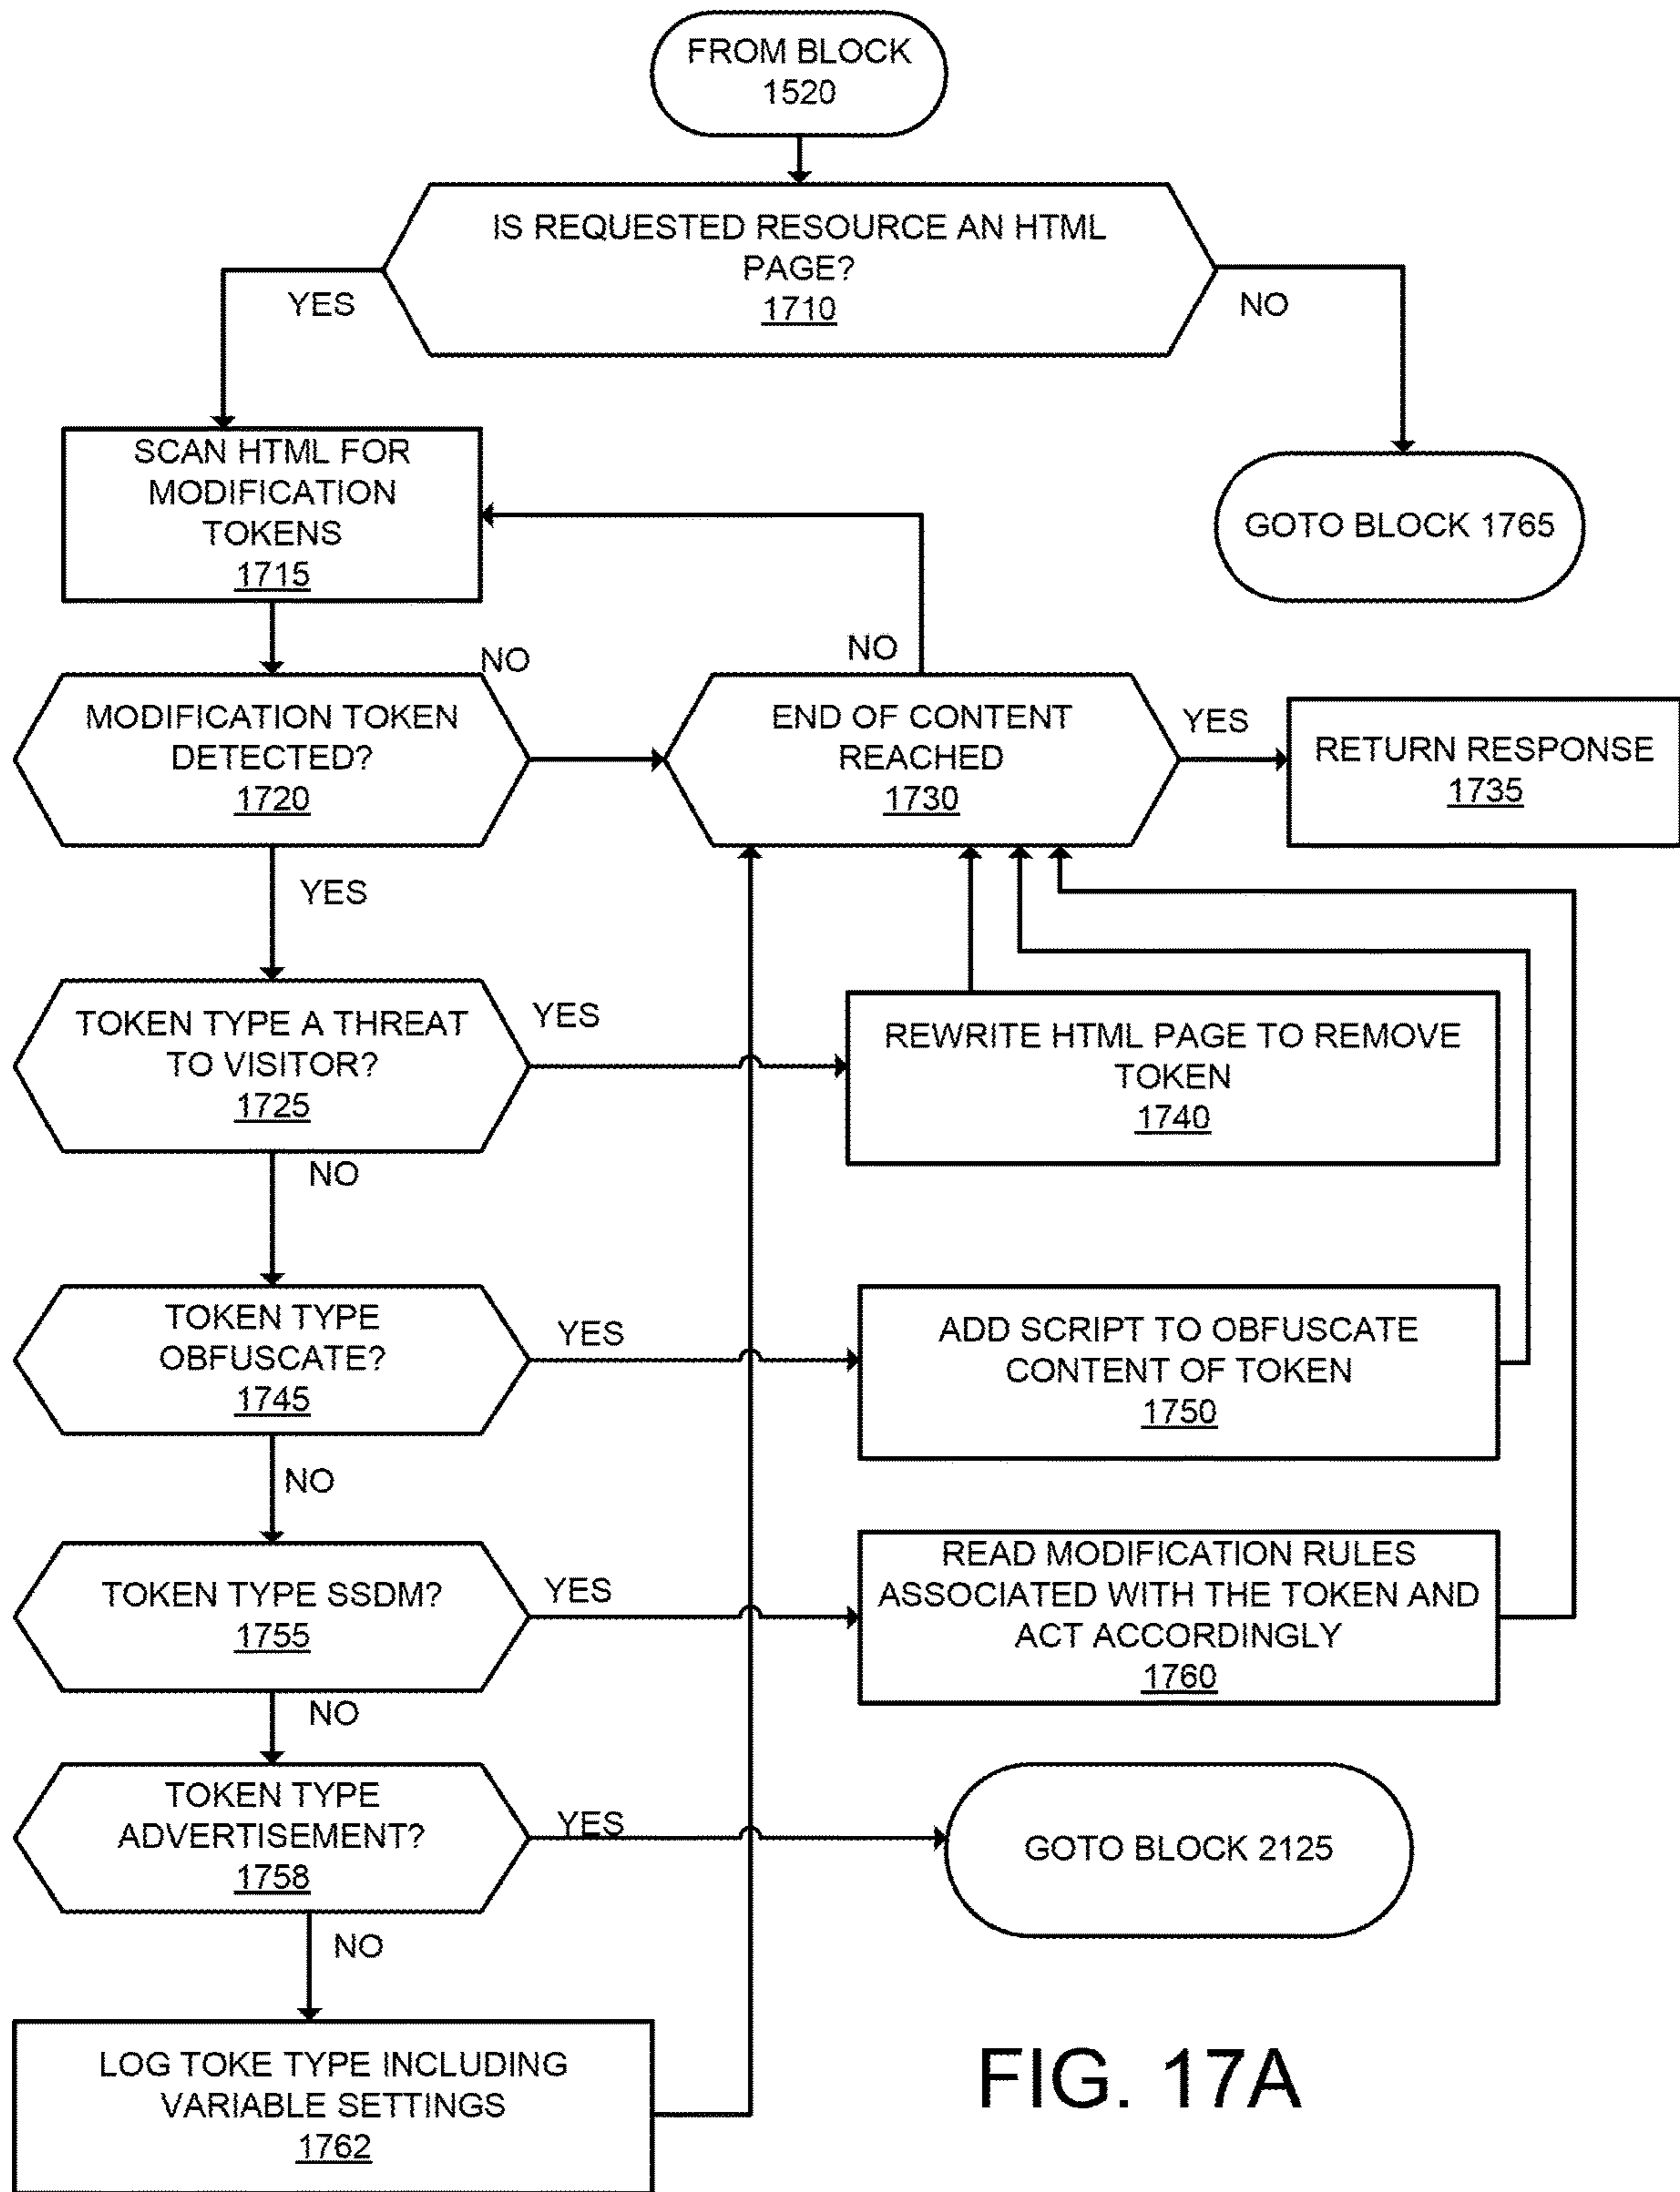 FROM BLOCK
1520
IS REQUESTED RESOURCE AN HTML
PAGE?
1710
YES
NO
SCAN HTML FOR
MODIFICATION
TOKENS
1715
GOTO BLOCK 1765
NO
NO
MODIFICATION TOKEN
DETECTED?
1720
END OF CONTENT
REACHED
1730
YES
RETURN RESPONSE
1735
YES
TOKEN TYPE A THREAT
TO VISITOR?
1725
YES
REWRITE HTML PAGE TO REMOVE
TOKEN
1740
NO
TOKEN TYPE
OBFUSCATE?
1745
YES
ADD SCRIPT TO OBFUSCATE
CONTENT OF TOKEN
1750
NO
TOKEN TYPE SSDM?
1755
YES
READ MODIFICATION RULES
ASSOCIATED WITH THE TOKEN AND
ACT ACCORDINGLY
1760
NO
TOKEN TYPE
ADVERTISEMENT?
1758
YES
GOTO BLOCK 2125
NO
LOG TOKE TYPE INCLUDING
VARIABLE SETTINGS
1762
FIG. 17A